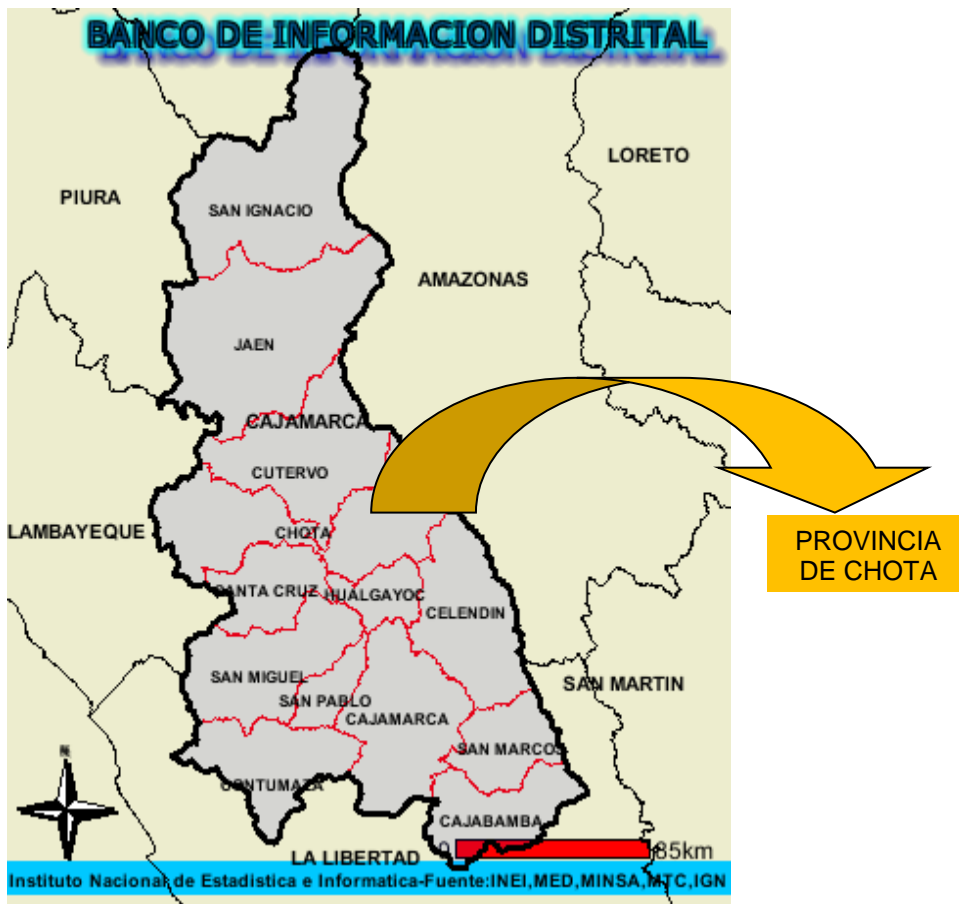 BANCO DE INFORMACION DISTRITAL
LORETO
PIURA
SAN IGNACIO
AMAZONAS
JAEN
CAJAMARCA
CUTERVO
LAMBAYEQUE
CHOTA
PROVINCIA
DE CHOTA
SANTA CRUZ
HUALGAYOC
CELENDIN
SAN MIGUEL
SAN MARTIN
SAN PABLO
CAJAMARCA
SAN MARCOS
N
CONTUMAZA
CAJABAMBA
LA LIBERTAD
0 85km
Instituto Nacional de Estadistica e Informatica-Fuente:INEI,MED,MINSA,MTC,IGN